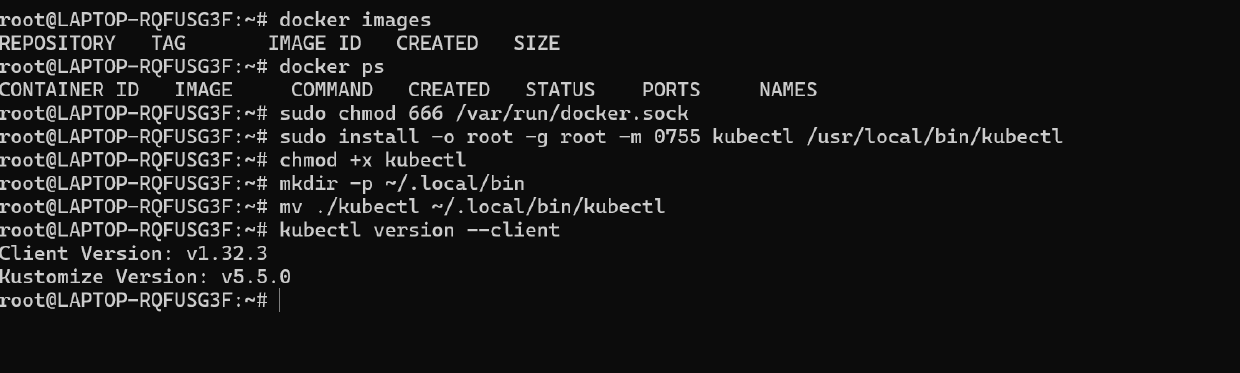 root@LAPTOP-RQFUSG3F:~# docker images
REPOSITORY   TAG       IMAGE ID   CREATED   SIZE
root@LAPTOP-RQFUSG3F:~# docker ps
CONTAINER ID   IMAGE     COMMAND   CREATED   STATUS    PORTS     NAMES
root@LAPTOP-RQFUSG3F:~# sudo chmod 666 /var/run/docker.sock
root@LAPTOP-RQFUSG3F:~# sudo install -o root -g root -m 0755 kubectl /usr/local/bin/kubectl
root@LAPTOP-RQFUSG3F:~# chmod +x kubectl
root@LAPTOP-RQFUSG3F:~# mkdir -p ~/.local/bin
root@LAPTOP-RQFUSG3F:~# mv ./kubectl ~/.local/bin/kubectl
root@LAPTOP-RQFUSG3F:~# kubectl version --client
Client Version: v1.32.3
Kustomize Version: v5.5.0
root@LAPTOP-RQFUSG3F:~#